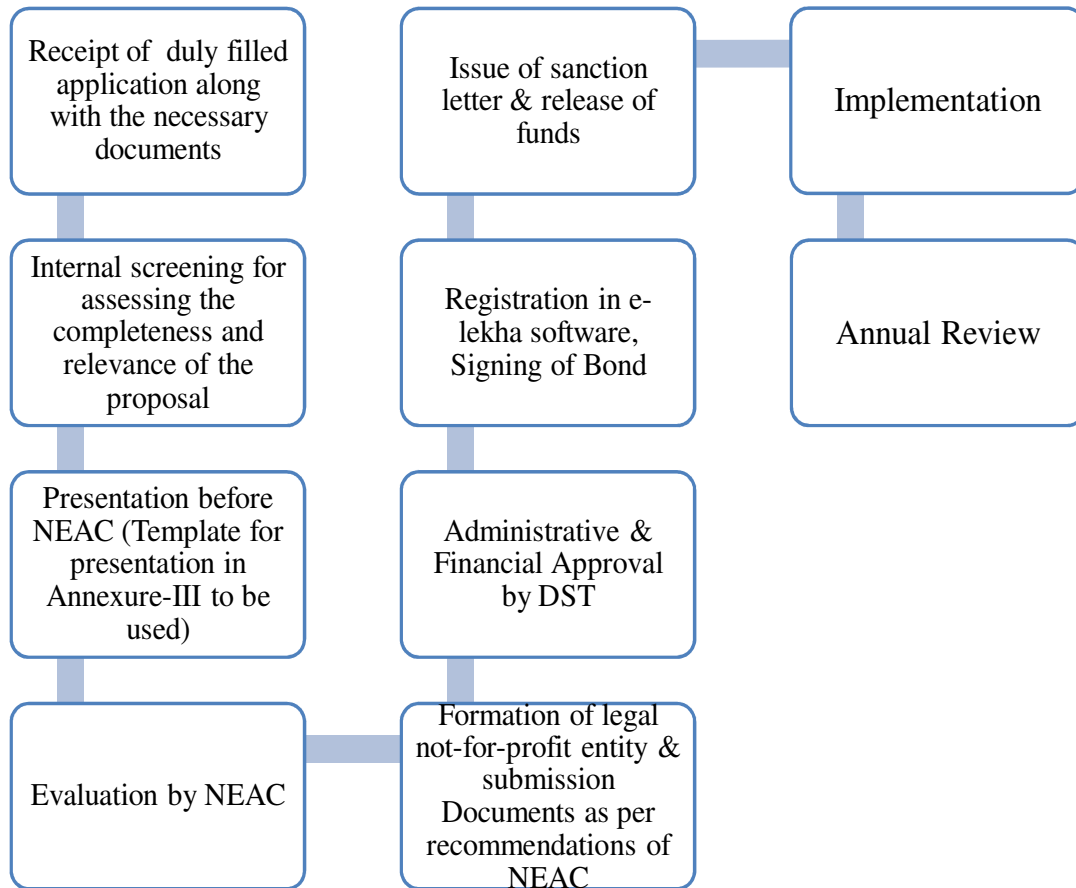 Receipt of duly filled
application along
with the necessary
documents
Internal screening for
assessing the
completeness and
relevance of the
proposal
Presentation before
NEAC (Template for
presentation in
Annexure-III to be
used)
Evaluation by NEAC
Formation of legal
not-for-profit entity &
submission
Documents as per
recommendations of
NEAC
Administrative &
Financial Approval
by DST
Registration in e-
lekha software,
Signing of Bond
Issue of sanction
letter & release of
funds
Implementation
Annual Review